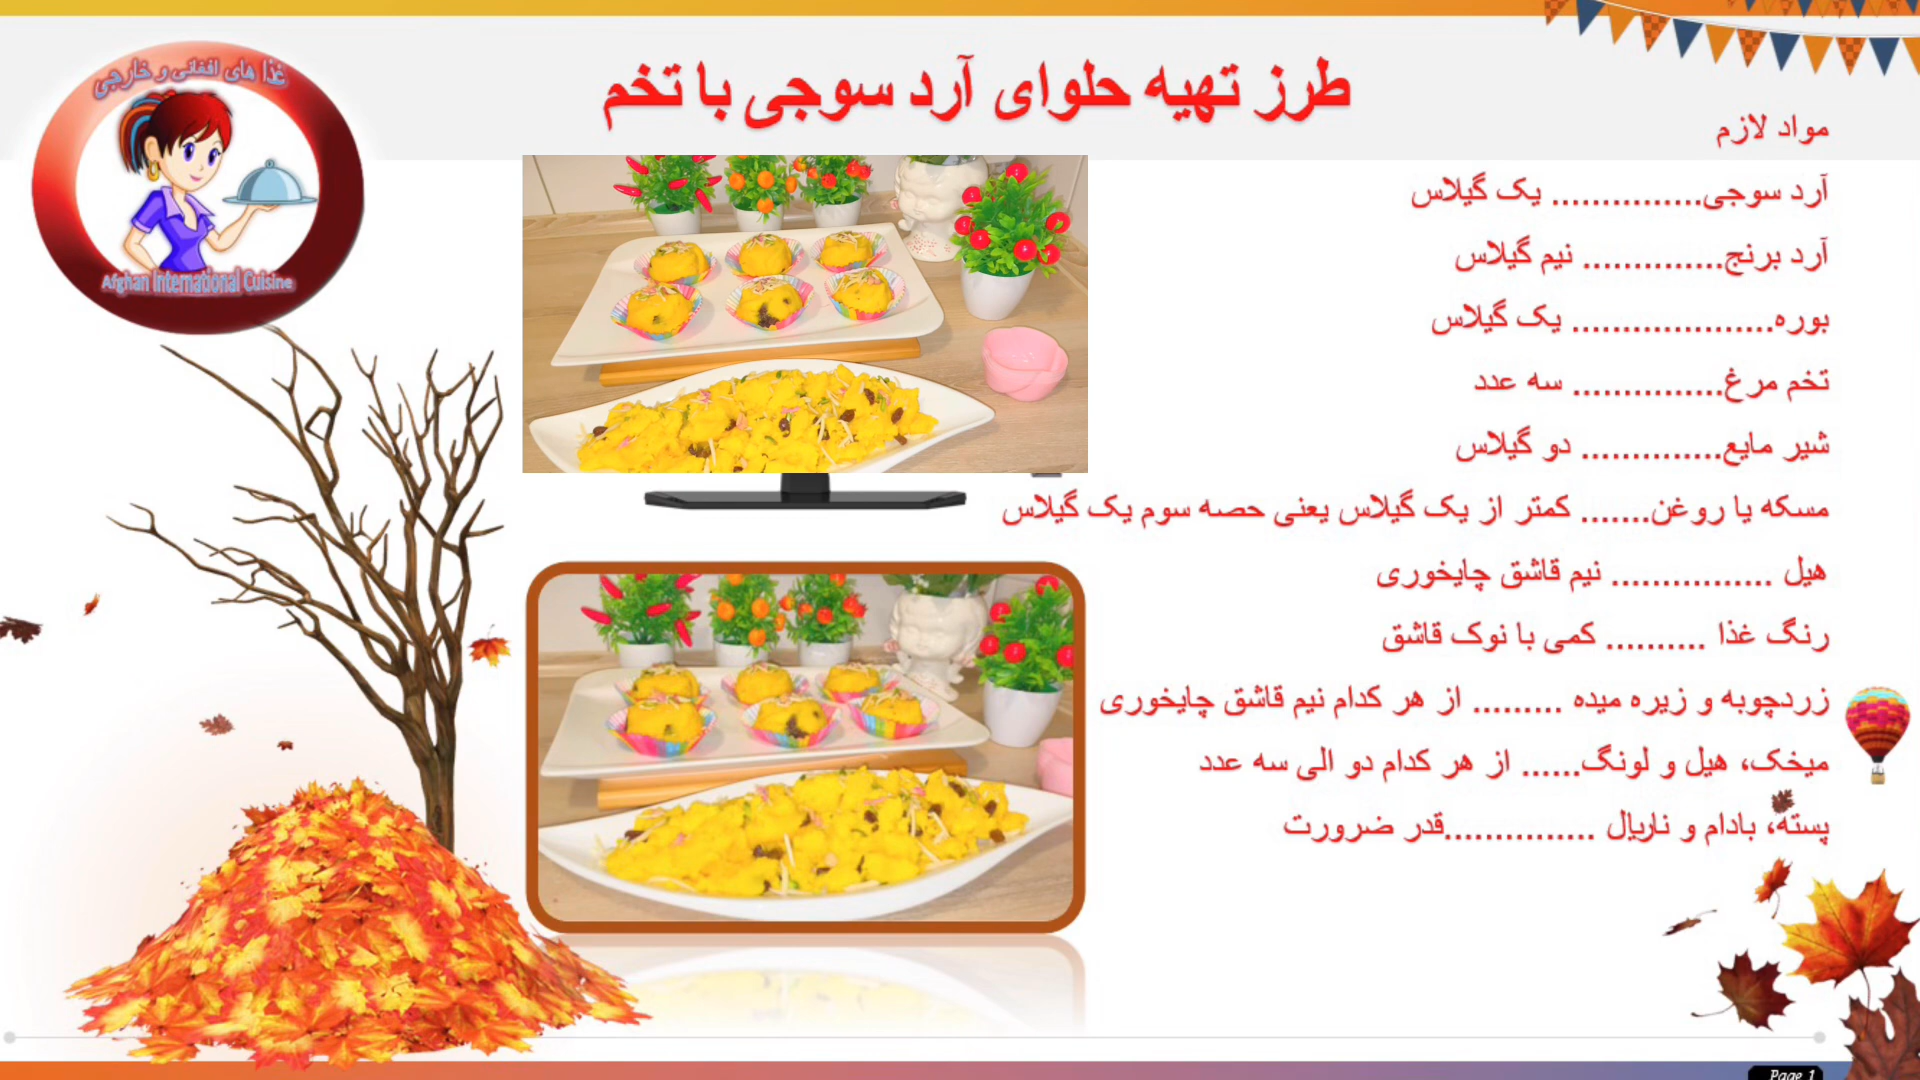 غذا های افغانی و خارجی
Afghan International Cuisine
طرز تهیه حلوای آرد سوجی با تخم
مواد لازم
آرد سوجی............... یک گیلاس
آرد برنج.............. نیم گیلاس
بوره.................... یک گیلاس
تخم مرغ............... سه عدد
شیر مایع.............. دو گیلاس
مسکه یا روغن....... کمتر از یک گیلاس یعنی حصه سوم یک گیلاس
هیل ................ نیم قاشق چایخوری
رنگ غذا .......... کمی با نوک قاشق
زردچوبه و زیره میده ......... از هر کدام نیم قاشق چایخوری
میخک، هیل و لونگ...... از هر کدام دو الی سه عدد
پسته، بادام و ناریال ...............قدر ضرورت
Page 1